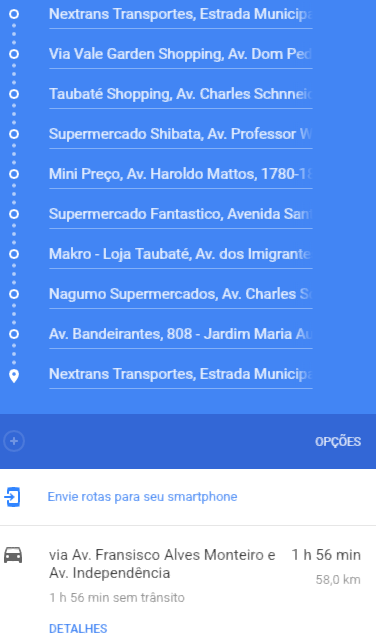 Nextrans Transportes, Estrada Municipa
Via Vale Garden Shopping, Av. Dom Ped
Taubaté Shopping, Av. Charles Schnnei
Supermercado Shibata, Av. Professor W
Mini Preço, Av. Haroldo Mattos, 1780-18
Supermercado Fantastico, Avenida San
Makro - Loja Taubaté, Av. dos Imigrante
Nagumo Supermercados, Av. Charles S
Av. Bandeirantes, 808 - Jardim Maria Au
Nextrans Transportes, Estrada Municipa
OPÇÕES
Envie rotas para seu smartphone
via Av. Fransisco Alves Monteiro e 1 h 56 min
Av. Independência 58,0 km
1 h 56 min sem trânsito
DETALHES